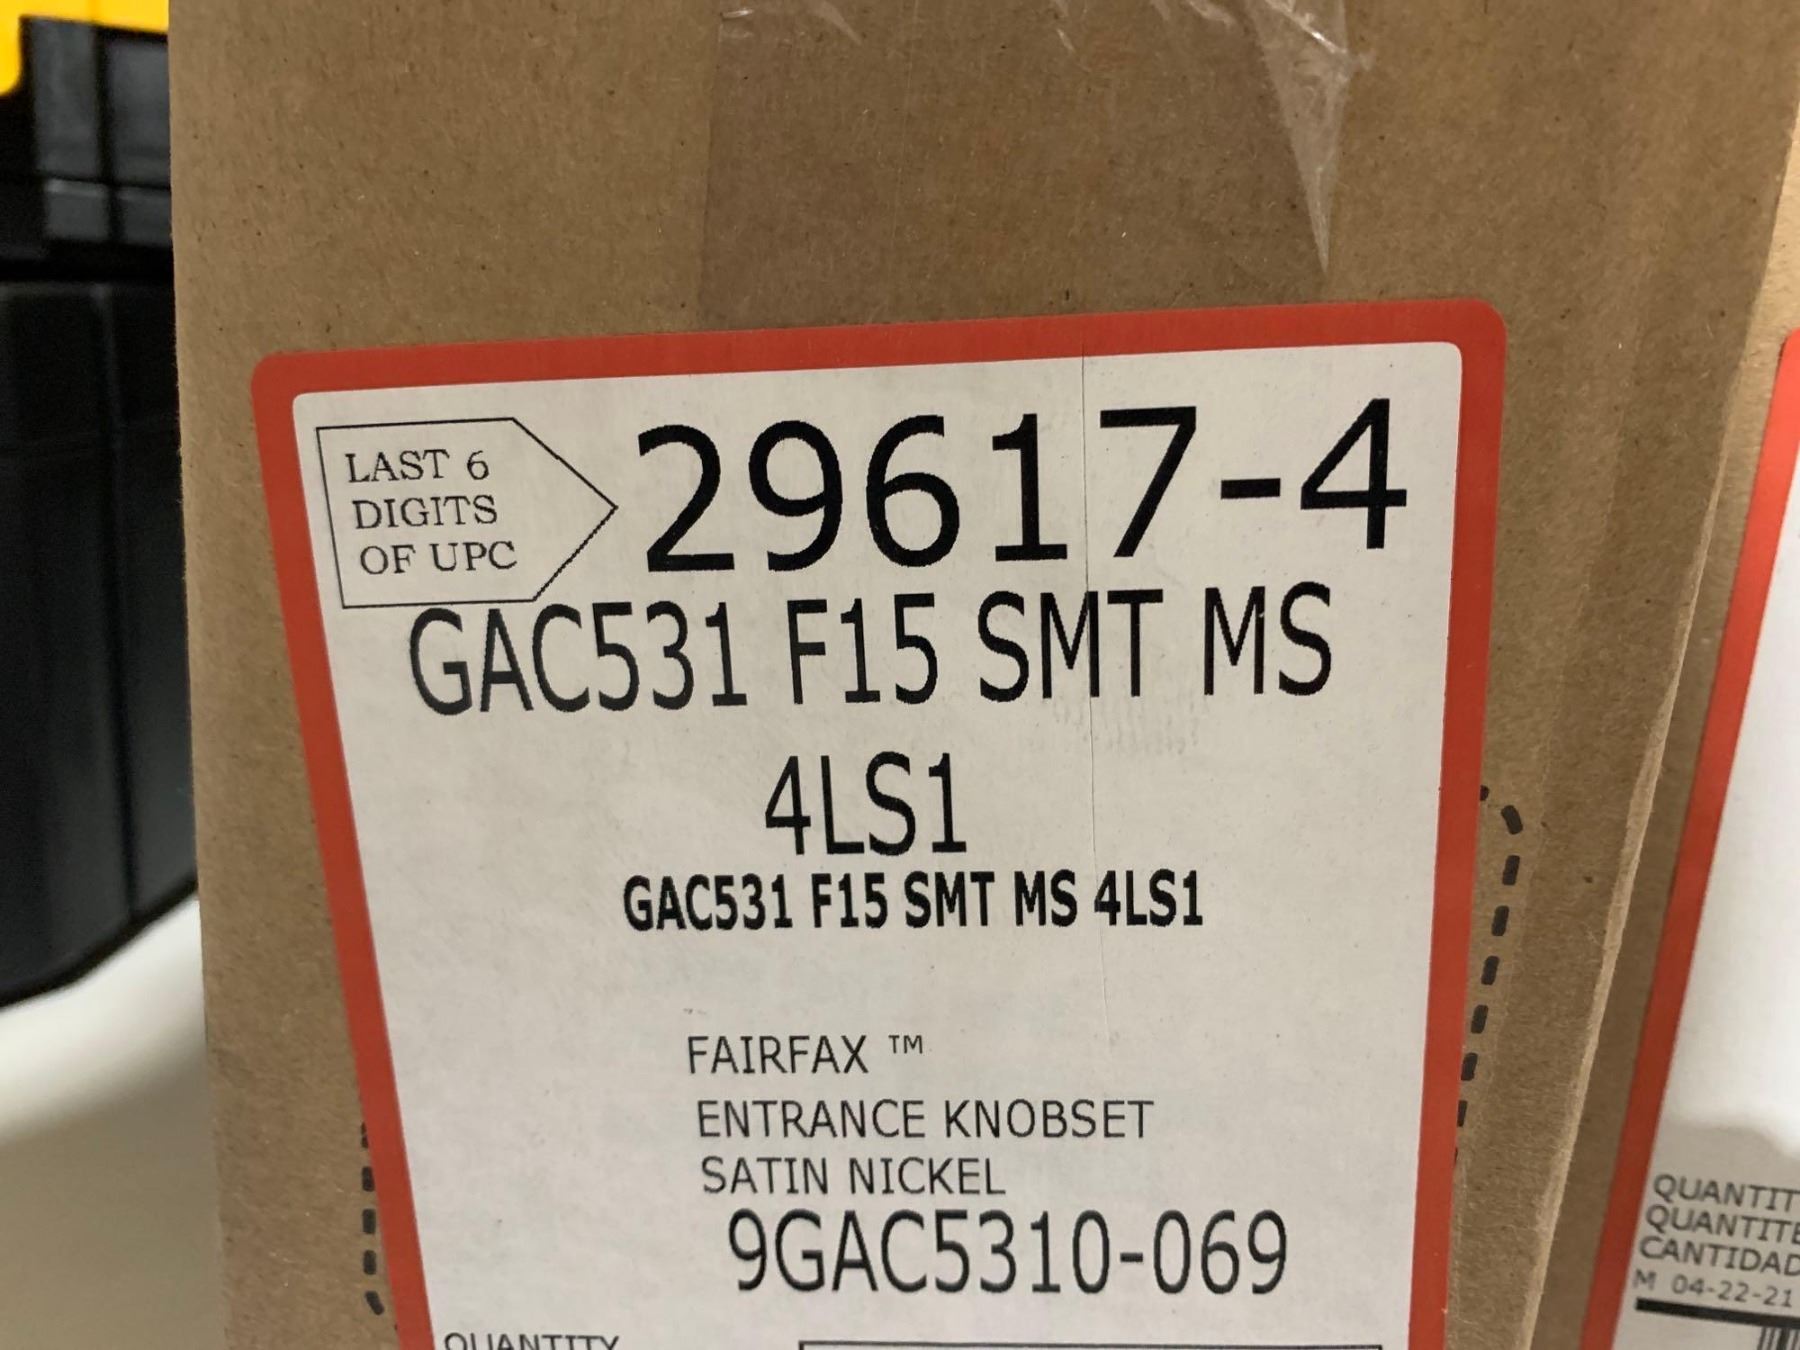 LAST 6
DIGITS
OF UPC
29617-4
GAC531 F15 SMT MS
4LS1
GAC531 F15 SMT MS 4LS1
FAIRFAX ™
ENTRANCE KNOBSET
SATIN NICKEL
9GAC5310-069
QUANTITY
QUANTIT
QUANTITE
CANTIDAD
M 04-22-21